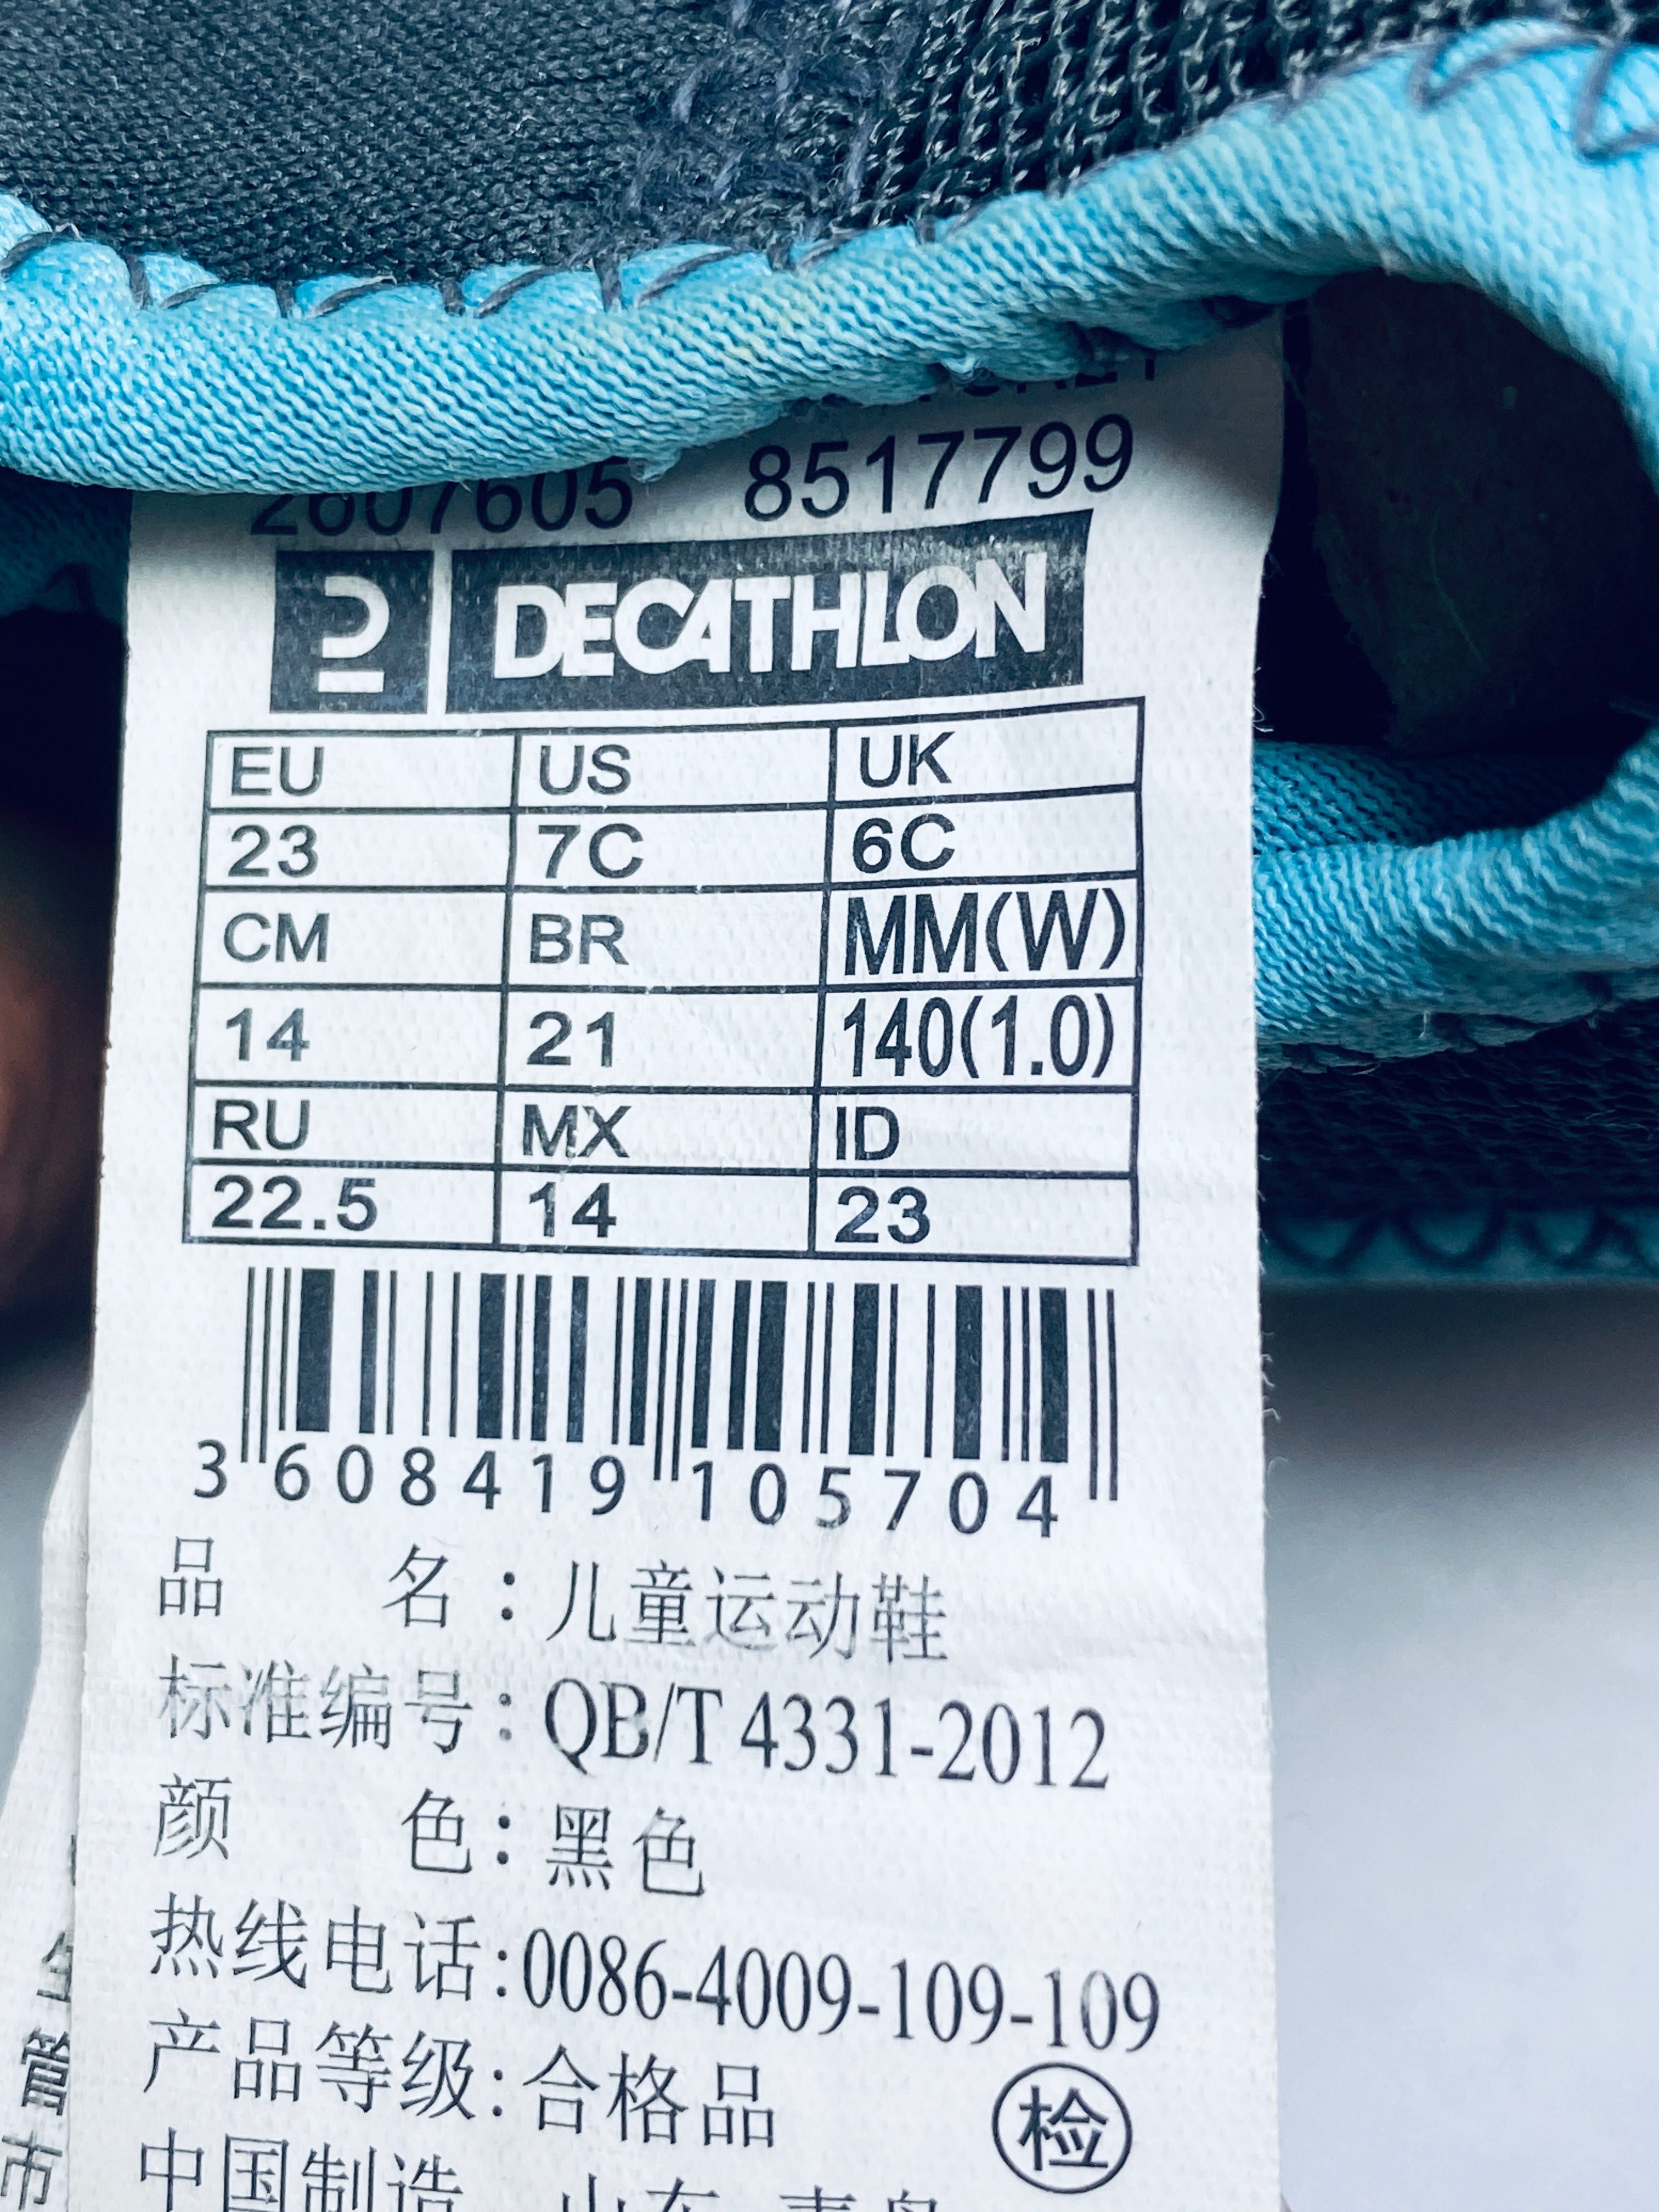 2607605 8517799
DECATHLON
EU US UK
23 7C 6C
CM BR MM(W)
14 21 140(1.0)
RU MX ID
22.5 14 23
3 608419 105704
品 名：儿童运动鞋
标准编号：QB/T 4331-2012
颜 色：黑色
热线电话:0086-4009-109-109
产品等级:合格品 检
中国制造
管
市